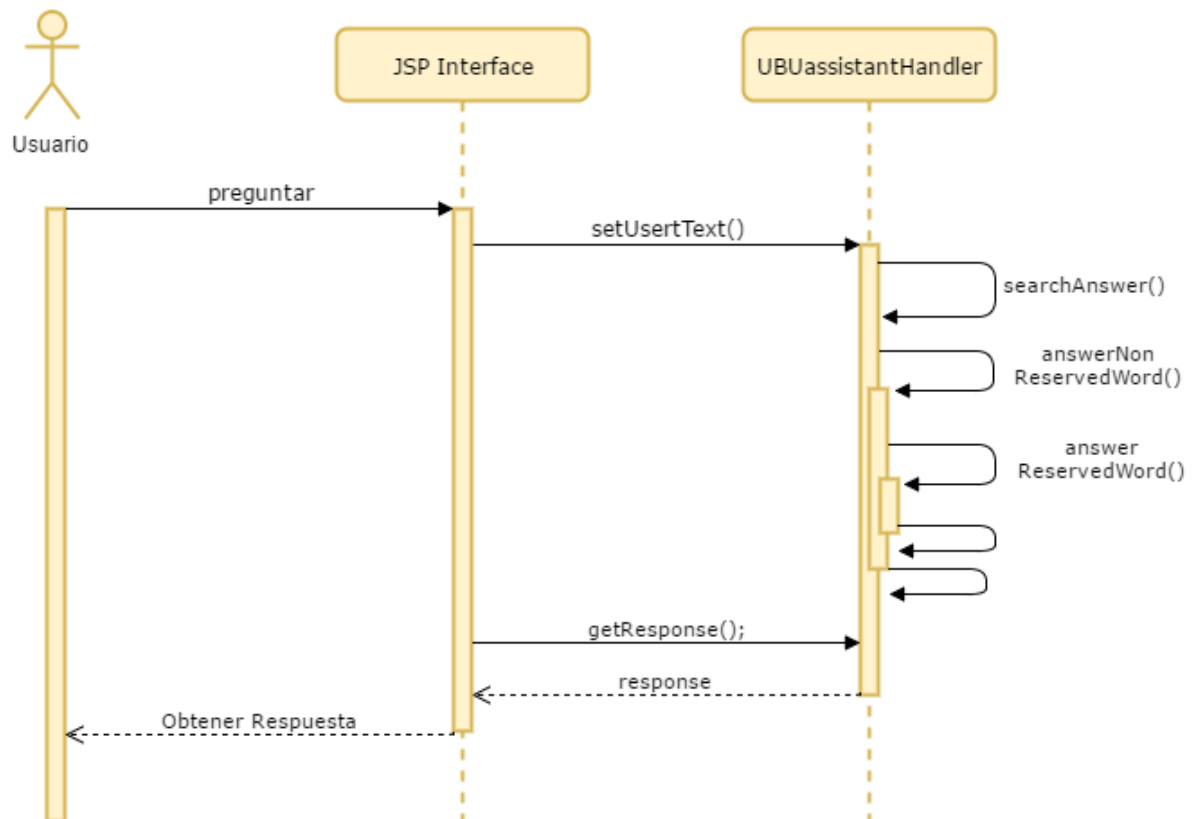 JSP Interface
UBUassistantHandler
Usuario
preguntar
setUsertText()
searchAnswer()
answerNon
ReservedWord()
answer
ReservedWord()
getResponse();
response
Obtener Respuesta